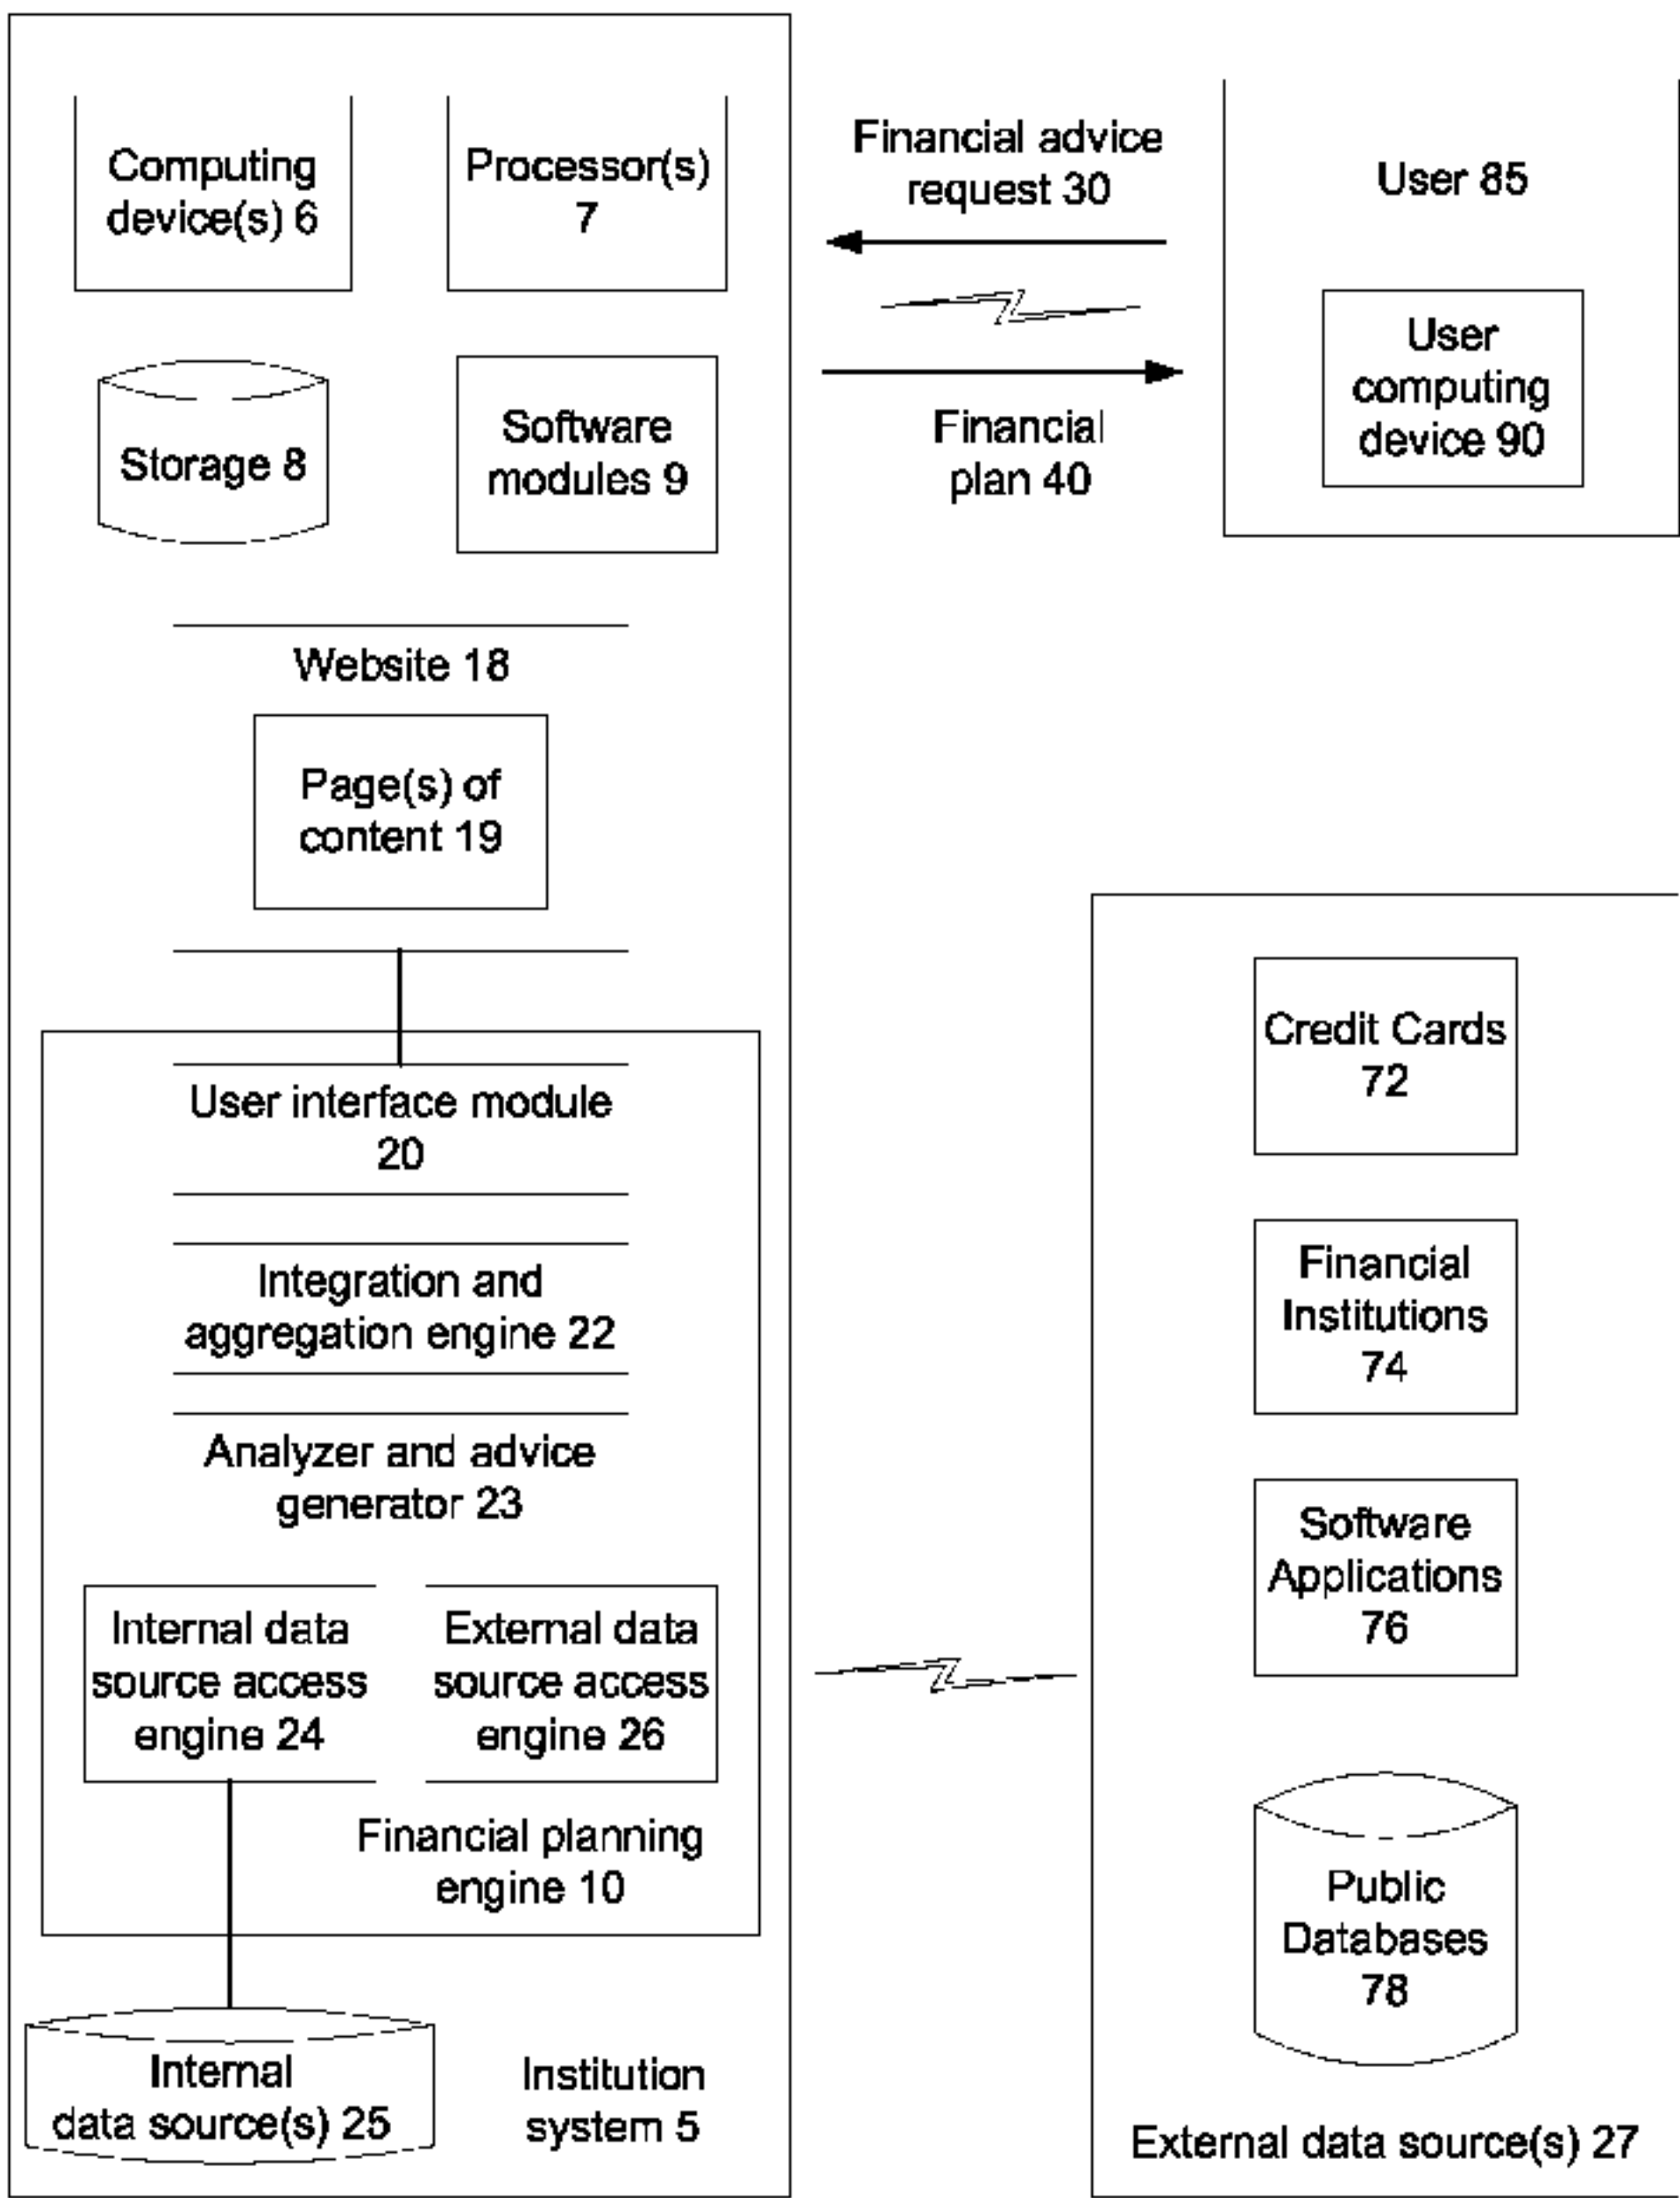 Computing
device(s) 6
Processor(s)
7
Storage 8
Software
modules 9
Website 18
Page(s) of
content 19
User interface module
20
Integration and
aggregation engine 22
Analyzer and advice
generator 23
Internal data
source access
engine 24
External data
source access
engine 26
Financial planning
engine 10
Internal
data source(s) 25
Institution
system 5
Financial advice
request 30
Financial
plan 40
User 85
User
computing
device 90
Credit Cards
72
Financial
Institutions
74
Software
Applications
76
Public
Databases
78
External data source(s) 27